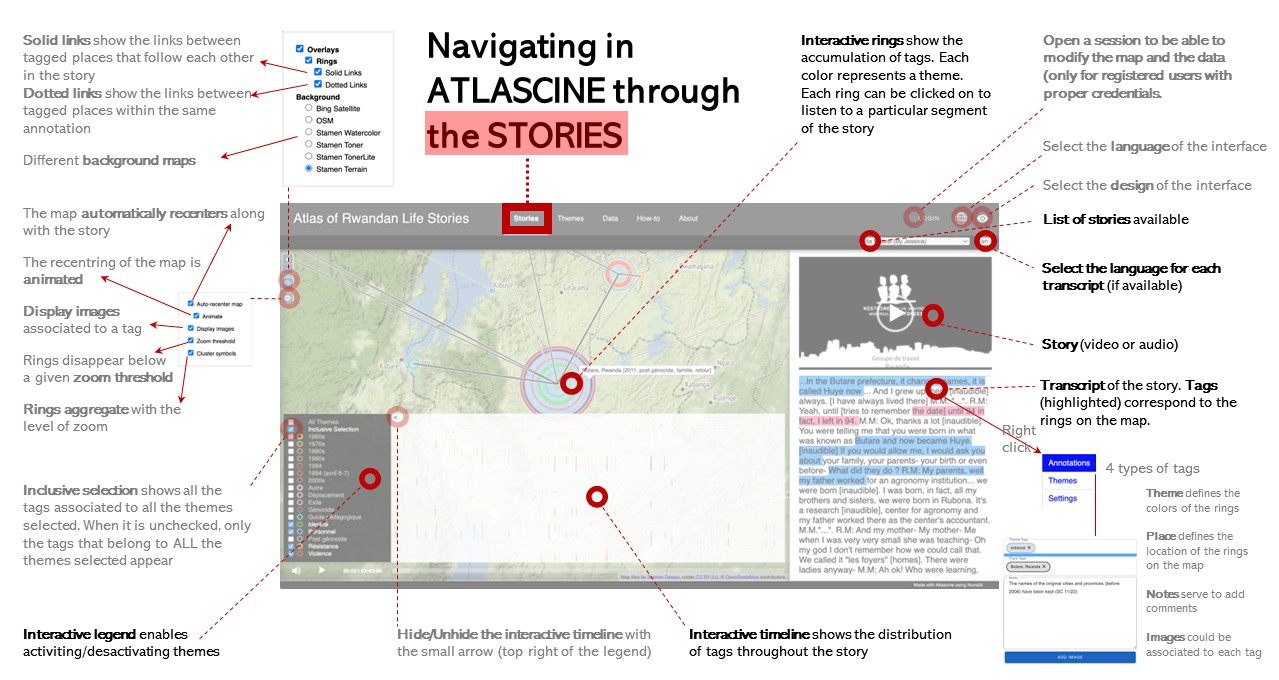 Solid links show the links between
tagged places that follow each other
in the story
Dotted links show the links between
tagged places within the same
annotation
Different background maps
Overlays
Rings
Solid Links
Dotted Links
Background
Bing Satellite
OSM
Stamen Watercolor
Stamen Toner
Stamen TonerLite
Stamen Terrain
Navigating in
ATLASCINE through
the STORIES
Interactive rings show the
accumulation of tags. Each
color represents a theme.
Each ring can be clicked on to
listen to a particular segment
of the story
Open a session to be able to
modify the map and the data
(only for registered users with
proper credentials.
Select the language of the interface
Select the design of the interface
List of stories available
Select the language for each
transcript (if available)
Story (video or audio)
Transcript of the story. Tags
(highlighted) correspond to the
rings on the map.
The map automatically recenters along
with the story
The recentring of the map is
animated
Display images
associated to a tag
Rings disappear below
a given zoom threshold
Rings aggregate with the
level of zoom
Auto-recenter map
Animate
Display images
Zoom threshold
Cluster symbols
Inclusive selection shows all the
tags associated to all the themes
selected. When it is unchecked, only
the tags that belong to ALL the
themes selected appear
Atlas of Rwandan Life Stories
Stories
Themes
Data
How-to
About
LOGIN
(by Jessica)
en
Kibuye
Gitarama
Kabanga
Butare, Rwanda [2011, post génocide, famille, retour]
Groupe de travail
Rwanda
...In the Butare prefecture, it changed names, it is
called Huye now ... And I grew up [inaudible]
always. [I have always lived there] M.M:"..". R.M:
Yeah, until [tries to remember the date] until 94 in
fact, I left in 94. M.M: Ok, thanks a lot [inaudible]
You were telling me that you were born in what
was known as Butare and now became Huye.
[inaudible] If you would allow me, I would ask you
about your family, your parents- your birth or even
before- What did they do ? R.M: My parents, well
my father worked for an agronomy institution... we
were born [inaudible]. I was born, in fact, all my
brothers and sisters, we were born in Rubona. It's
a research [inaudible], center for agronomy and
my father worked there as the center's accountant.
M.M."...". R.M: And my mother- My mother- Me
when I was very very small she was teaching- Oh
my god I don't remember how we could call that.
We called it "les foyers" [homes]. There were
ladies anyway- M.M: Ah ok! Who were learning,
All Themes
Inclusive Selection
1960s
1970s
1980s
1990s
1994
1994 (avril 6-7)
2000s
Autre
Déplacement
Exile
Génocide
Guide pédagogique
Identité
Personnel
Post génocide
Résistance
Violence
Made with Atlascine using Nunaliit
Right
click
Annotations
Themes
Settings
4 types of tags
Theme defines the
colors of the rings
Place defines the
location of the rings
on the map
Notes serve to add
comments
Images could be
associated to each tag
Theme Tags
enfance ✕
Place Tags
Butare, Rwanda ✕
Notes
The names of the original cities and provinces (before
2006) have been kept (SC 11/22)
ADD IMAGE
Interactive legend enables
activiting/desactivating themes
Hide/Unhide the interactive timeline with
the small arrow (top right of the legend)
Interactive timeline shows the distribution
of tags throughout the story